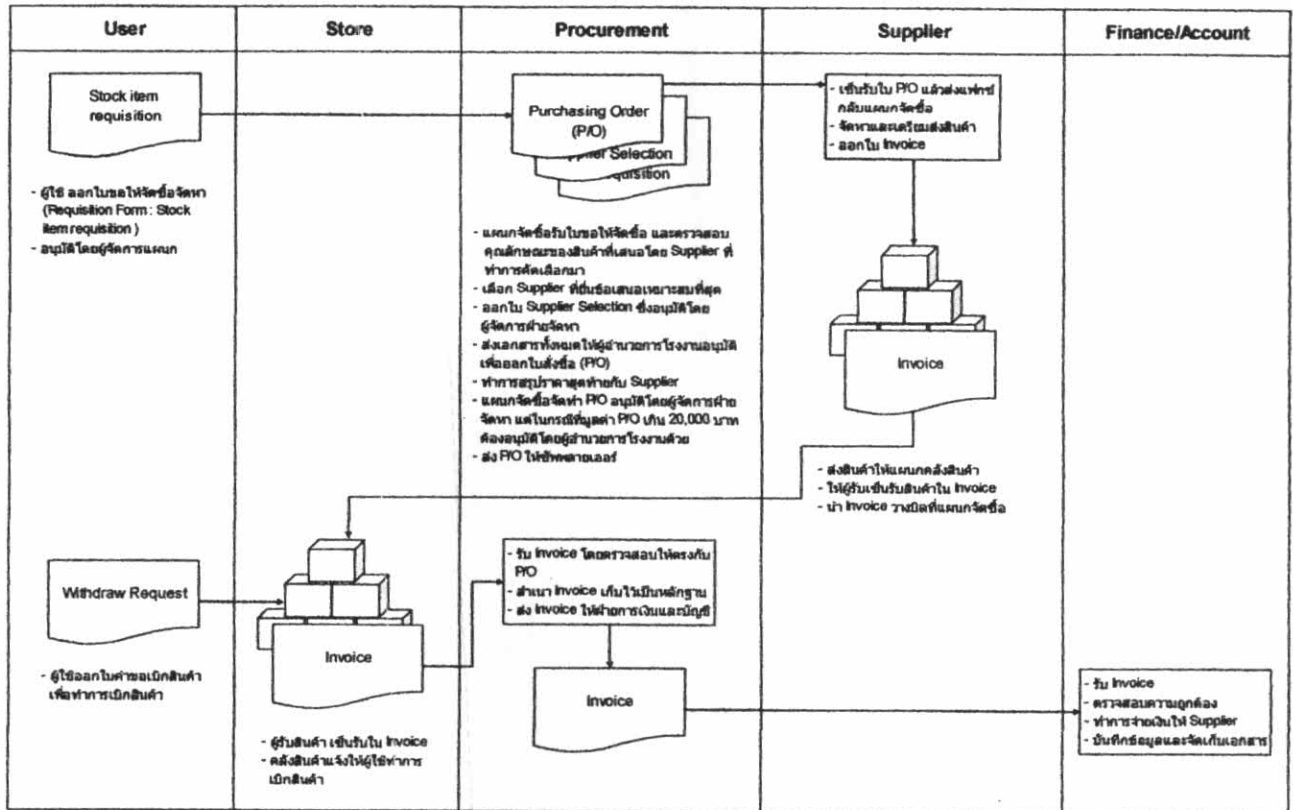 User
Store
Procurement
Supplier
Finance/Account
Stock item
requisition
- ผู้ใช้ ออกใบขอให้จัดซื้อจัดหา
(Requisition Form : Stock
item requisition )
- อนุมัติโดยผู้จัดการแผนก
Purchasing Order
(P/O)
Supplier Selection
quisition
- แผนกจัดซื้อรับใบขอให้จัดซื้อ และตรวจสอบ
คุณลักษณะของสินค้าที่เสนอโดย Supplier ที่
ทำการคัดเลือกมา
- เลือก Supplier ที่ยื่นข้อเสนอเหมาะสมที่สุด
- ออกใบ Supplier Selection ซึ่งอนุมัติโดย
ผู้จัดการฝ่ายจัดหา
- ส่งเอกสารทั้งหมดให้ผู้อำนวยการโรงงานอนุมัติ
เพื่อออกใบสั่งซื้อ (P/O)
- ทำการสรุปราคาสุดท้ายกับ Supplier
- แผนกจัดซื้อจัดทำ P/O อนุมัติโดยผู้จัดการฝ่าย
จัดหา แต่ในกรณีที่มูลค่า P/O เกิน 20,000 บาท
ต้องอนุมัติโดยผู้อำนวยการโรงงานด้วย
- ส่ง P/O ให้ซัพพลายเออร์
- เซ็นรับใบ P/O แล้วส่งแฟกซ์
กลับแผนกจัดซื้อ
- จัดหาและเตรียมส่งสินค้า
- ออกใบ Invoice
Invoice
- ส่งสินค้าให้แผนกคลังสินค้า
- ให้ผู้รับเซ็นรับสินค้าใน Invoice
- นำ Invoice วางบิลที่แผนกจัดซื้อ
Withdraw Request
- ผู้ใช้ออกใบคำขอเบิกสินค้า
เพื่อทำการเบิกสินค้า
Invoice
- ผู้รับสินค้า เซ็นรับใน Invoice
- คลังสินค้าแจ้งให้ผู้ใช้ทำการ
เบิกสินค้า
- รับ Invoice โดยตรวจสอบให้ตรงกับ
P/O
- สำเนา Invoice เก็บไว้เป็นหลักฐาน
- ส่ง Invoice ให้ฝ่ายการเงินและบัญชี
Invoice
- รับ Invoice
- ตรวจสอบความถูกต้อง
- ทำการจ่ายเงินให้ Supplier
- บันทึกข้อมูลและจัดเก็บเอกสาร